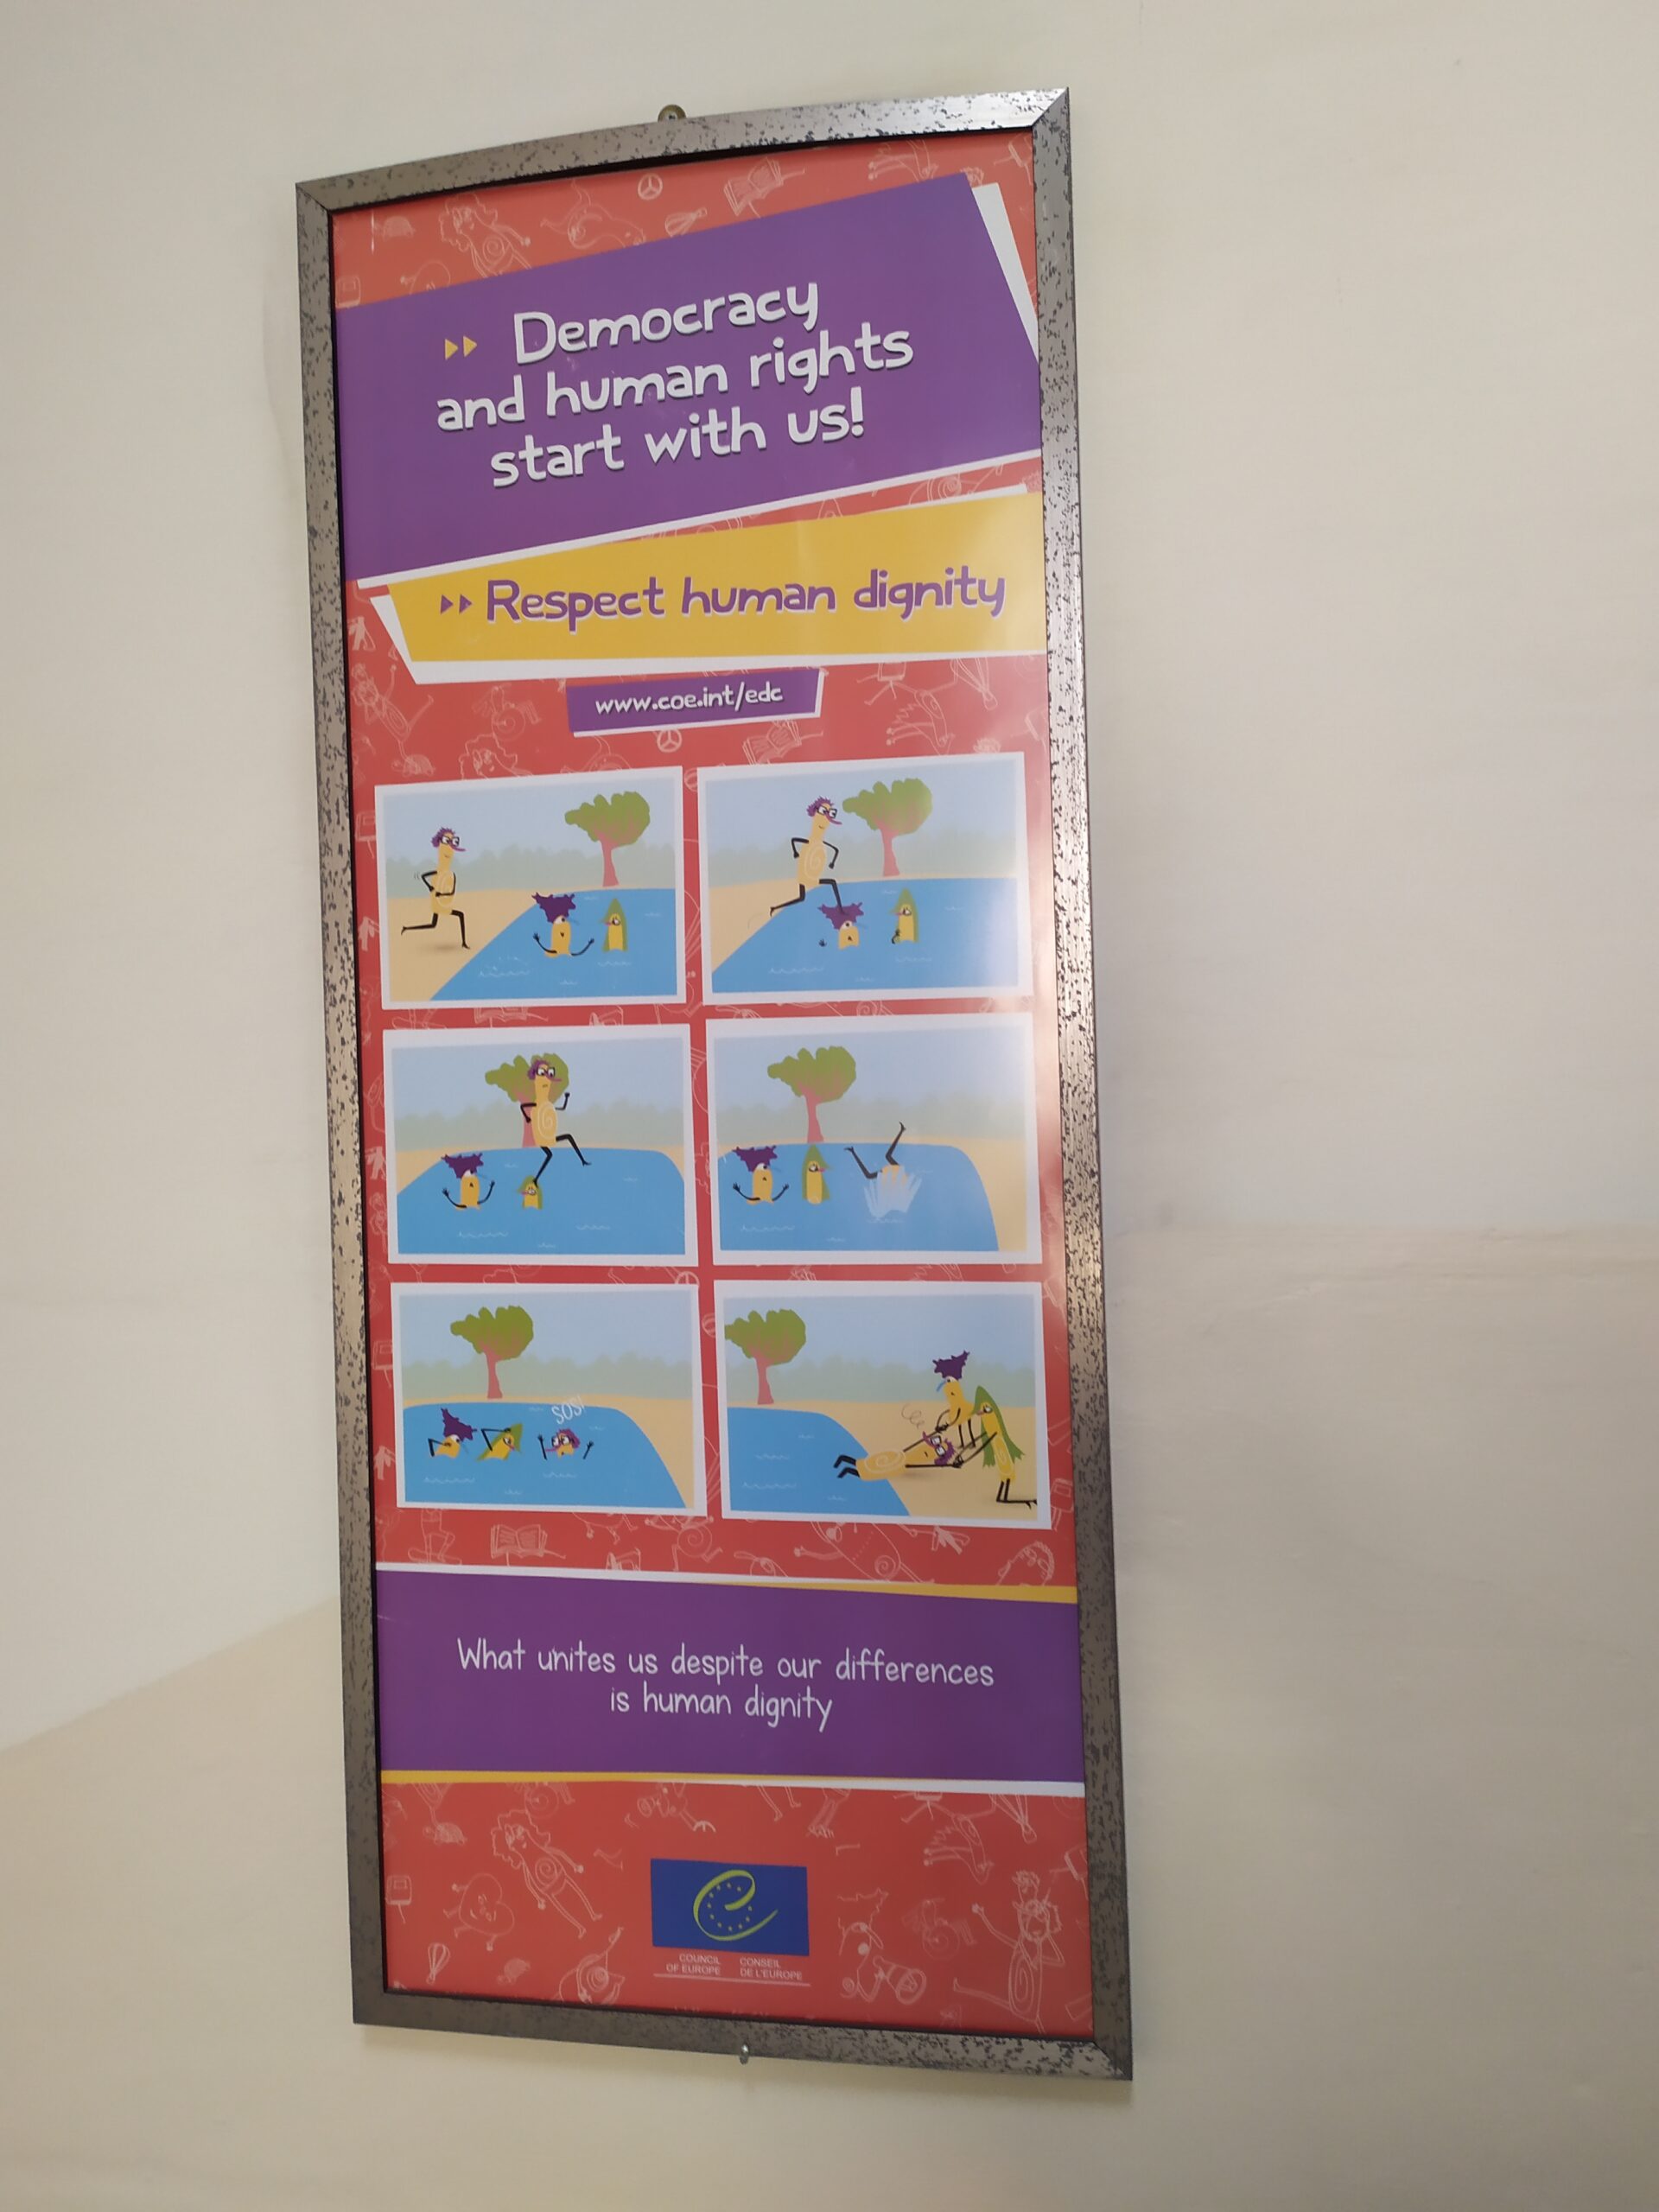 Democracy
and human rights
start with us!
Respect human dignity
www.coe.int/edc
SOS!
What unites us despite our differences
is human dignity
COUNCIL CONSEIL
OF EUROPE DE L'EUROPE